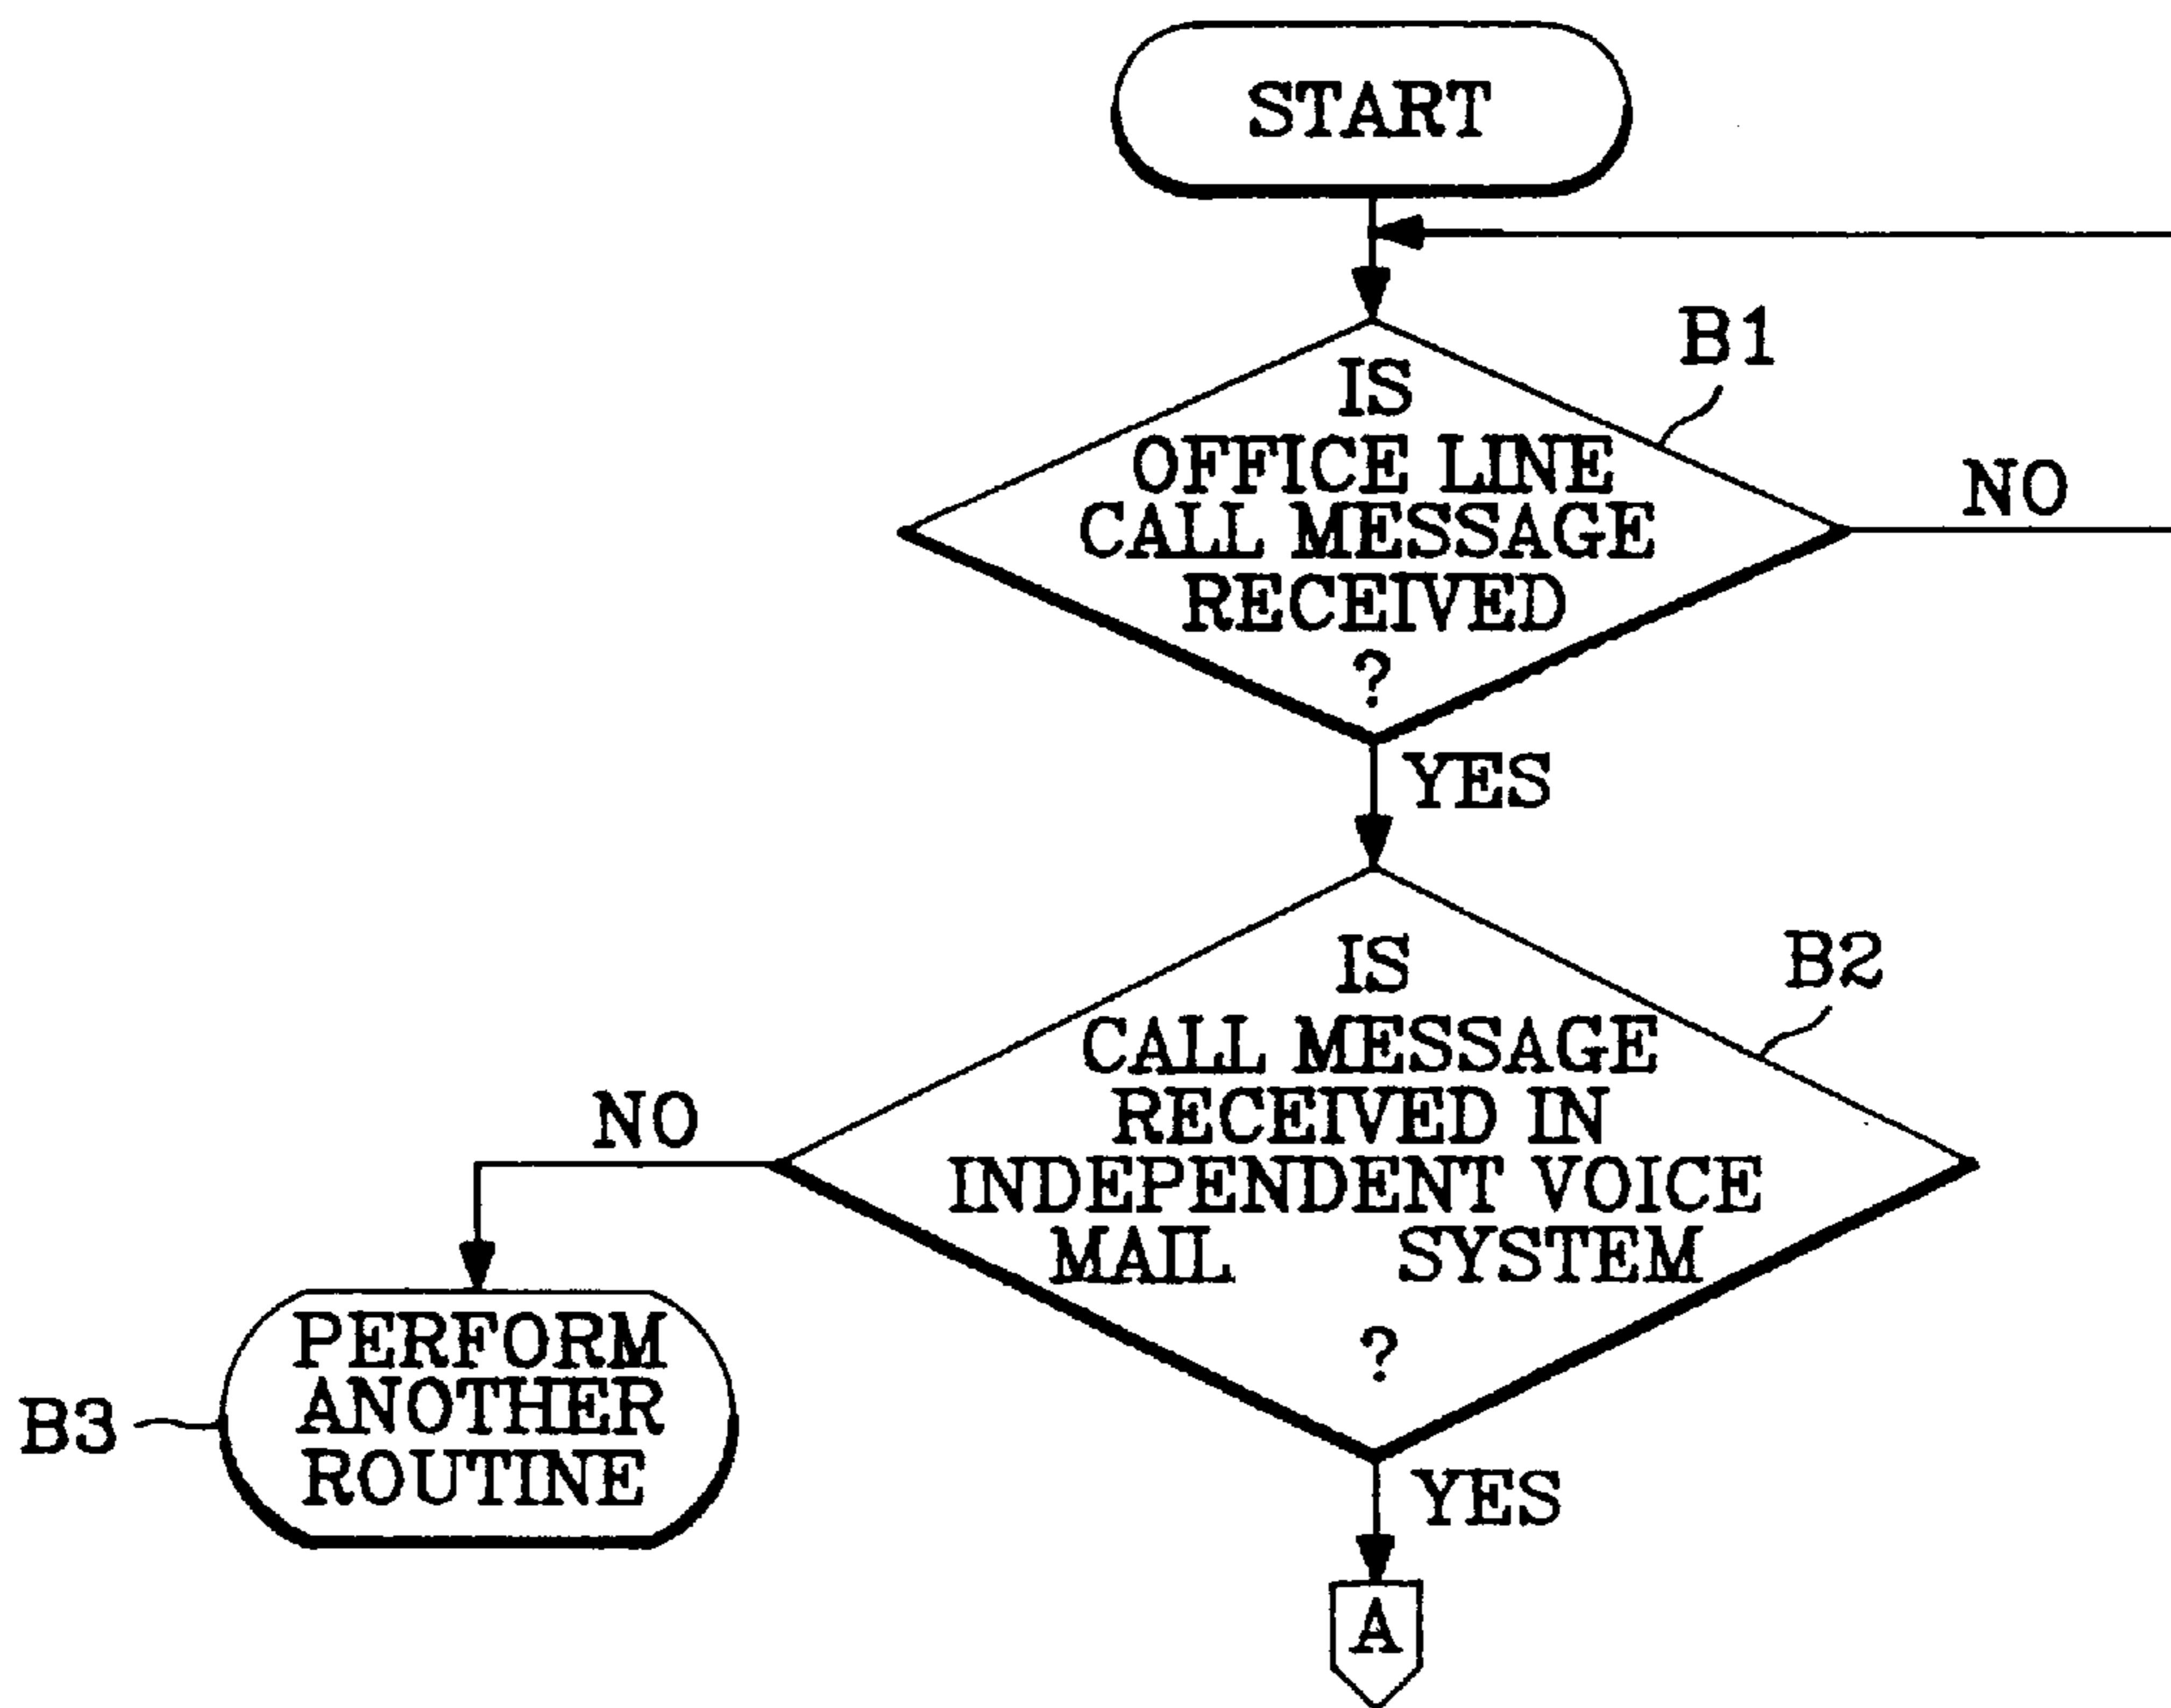 START
B1
IS
OFFICE LINE
CALL MESSAGE
RECEIVED
?
NO
YES
B2
IS
CALL MESSAGE
RECEIVED IN
INDEPENDENT VOICE
MAIL SYSTEM
?
NO
B3
PERFORM
ANOTHER
ROUTINE
YES
A